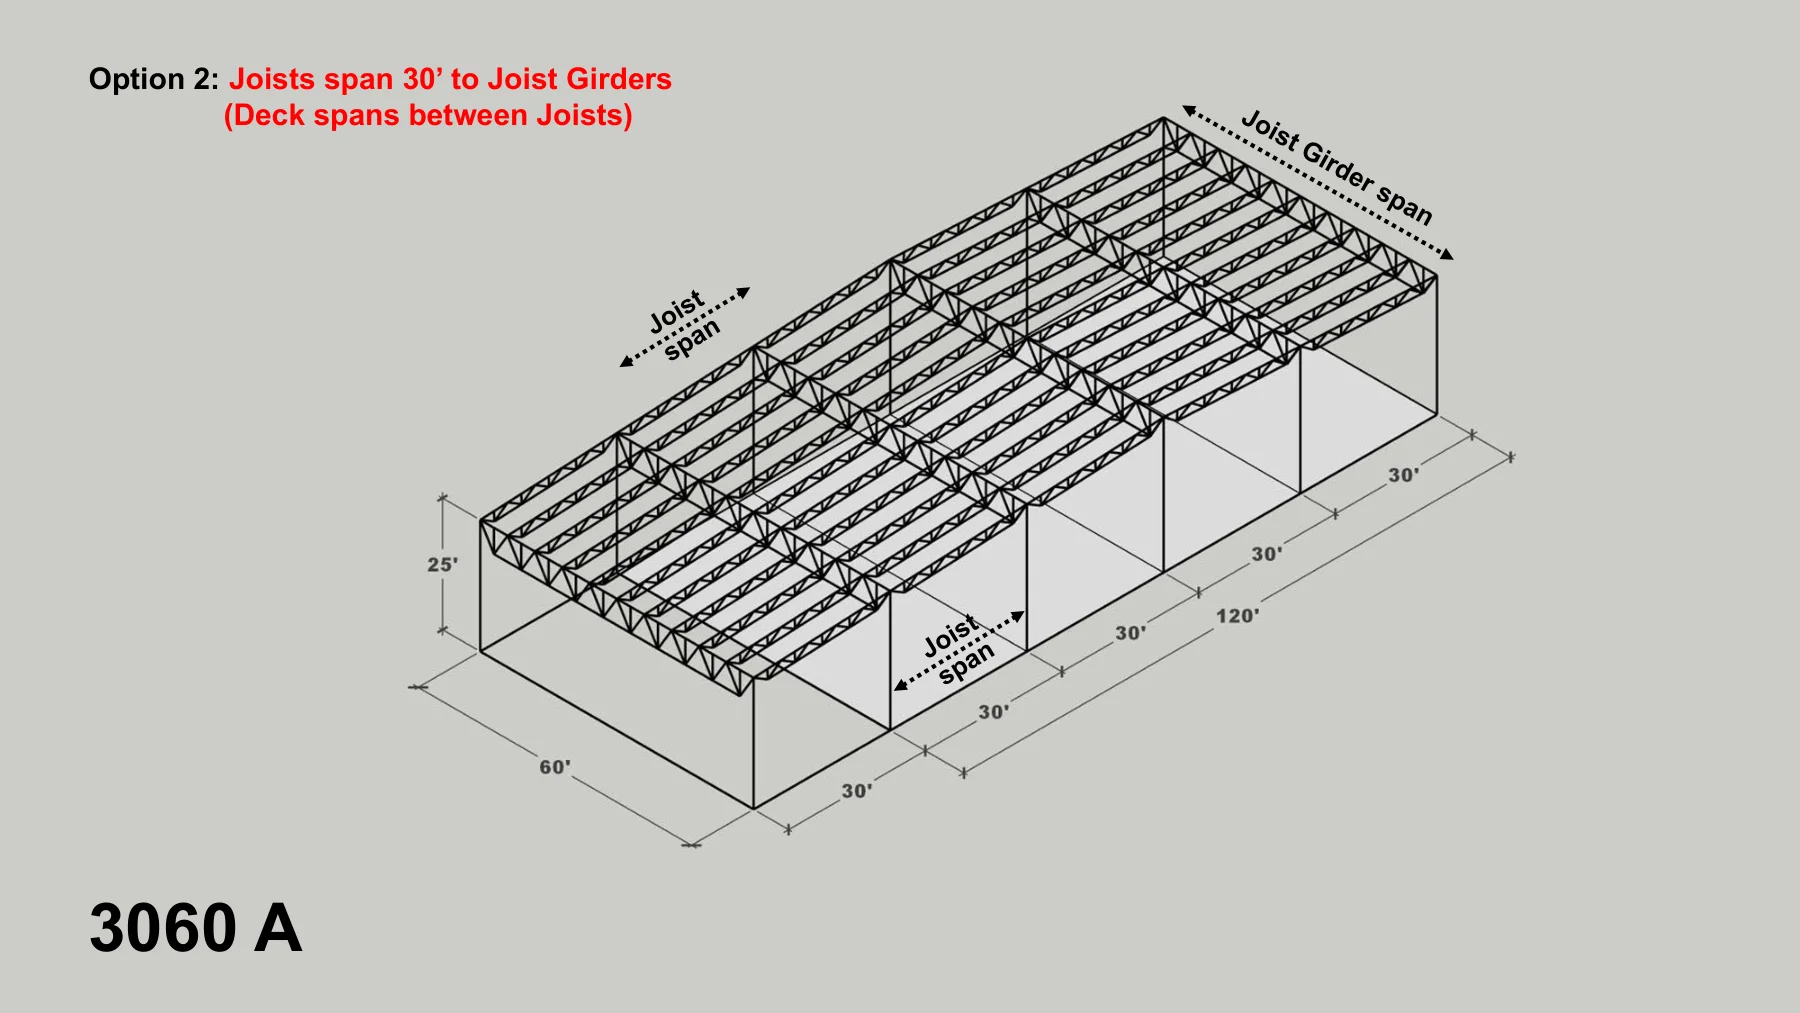 Option 2: Joists span 30’ to Joist Girders
(Deck spans between Joists)
Joist Girder span
Joist
span
25'
30'
30'
120'
Joist
span
30'
30'
60'
30'
3060 A